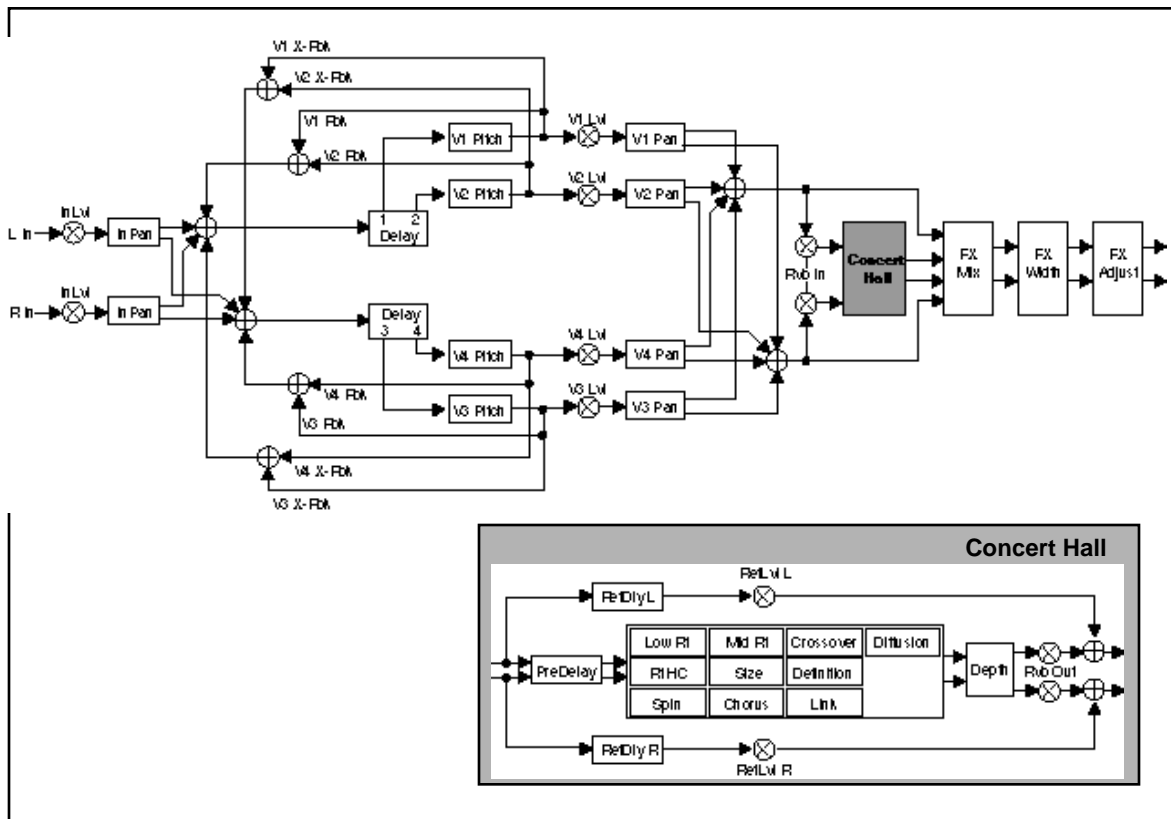 V1 X-Fbk
V2 X-Fbk
V1 Fbk
V2 Fbk
V1 Pitch
V1 Lvl
V1 Pan
V2 Pitch
V2 Lvl
V2 Pan
L In
In Lvl
In Pan
1 2
Delay
R In
In Lvl
In Pan
Delay
3 4
Rvb In
Concert
Hall
FX
Mix
FX
Width
FX
Adjust
V4 Pitch
V4 Lvl
V4 Pan
V4 Fbk
V3 Fbk
V3 Pitch
V3 Lvl
V3 Pan
V4 X-Fbk
V3 X-Fbk
Concert Hall
RefLvl L
RefDly L
Low Rt Mid Rt Crossover Diffusion
PreDelay
RtHC Size Definition
Spin Chorus Link
Depth
Rvb Out
RefDly R
RefLvl R